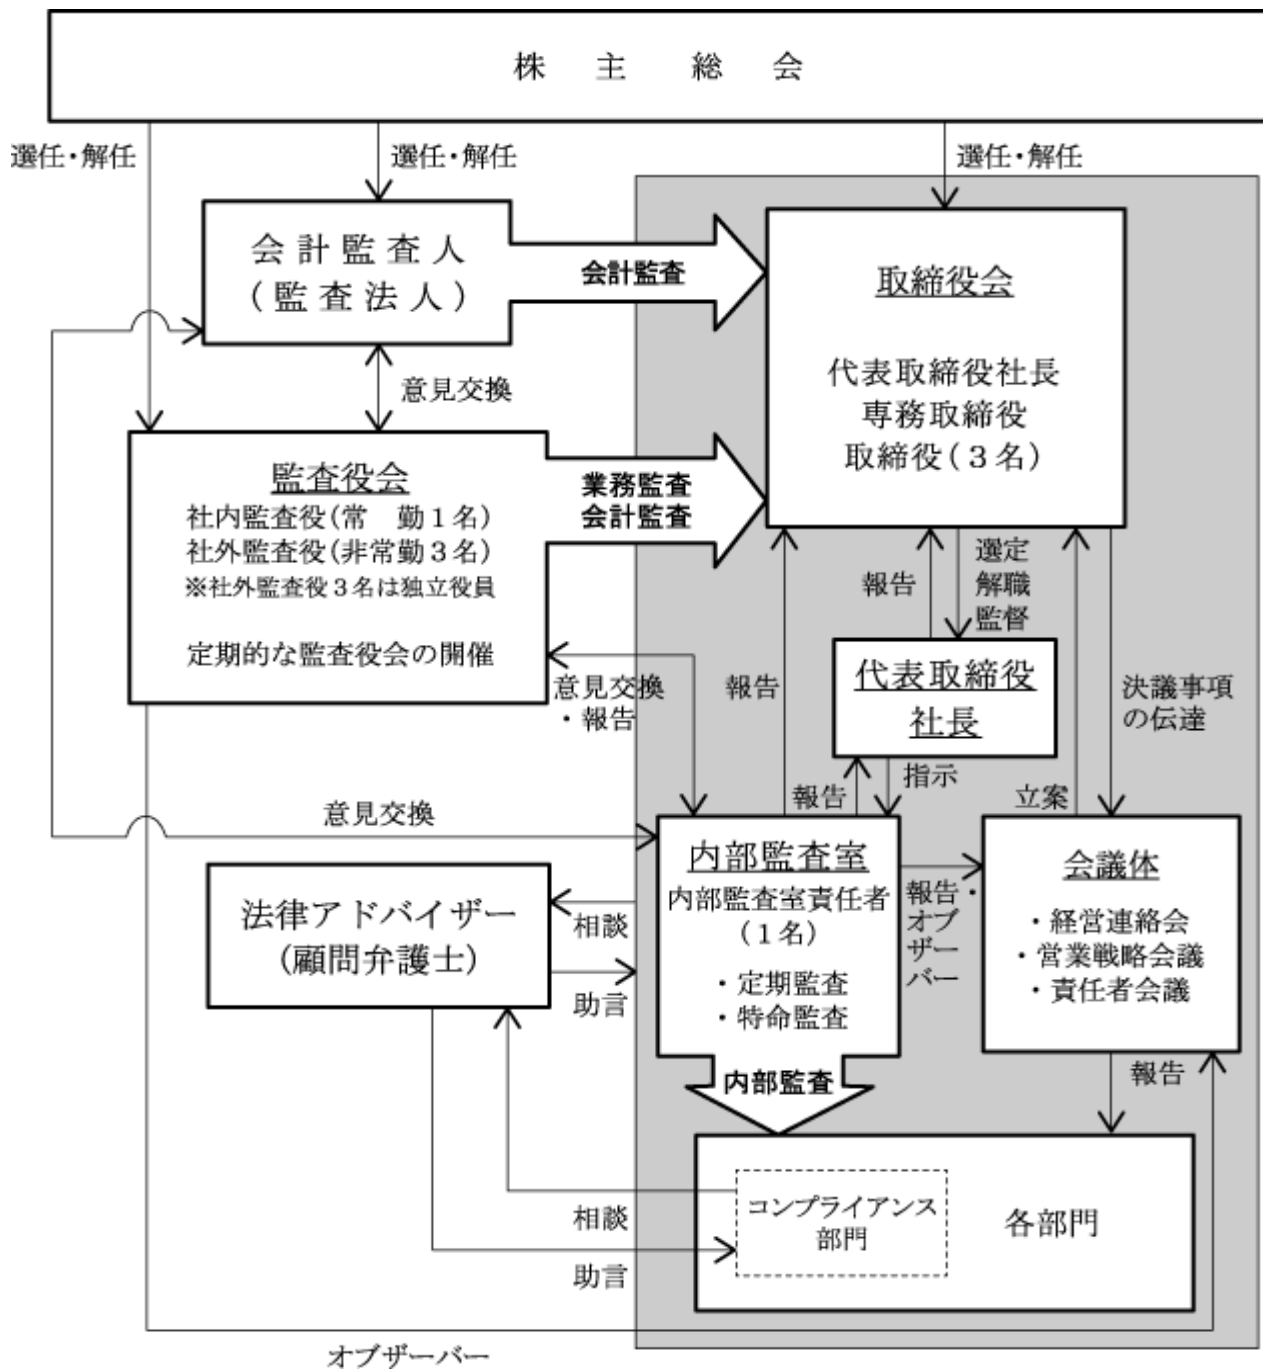 株主総会
選任・解任
選任・解任
選任・解任
会計監査人
(監査法人)
会計監査
取締役会
代表取締役社長
専務取締役
取締役(3名)
意見交換
監査役会
社内監査役(常　勤1名)
社外監査役(非常勤3名)
※社外監査役3名は独立役員
定期的な監査役会の開催
業務監査
会計監査
報告
選定
解職
監督
代表取締役
社長
意見交換
・報告
報告
決議事項
の伝達
報告
指示
立案
意見交換
内部監査室
内部監査室責任者
(1名)
・定期監査
・特命監査
報告・
オブ
ザー
バー
会議体
・経営連絡会
・営業戦略会議
・責任者会議
法律アドバイザー
(顧問弁護士)
相談
助言
内部監査
報告
コンプライアンス
部門
各部門
相談
助言
オブザーバー